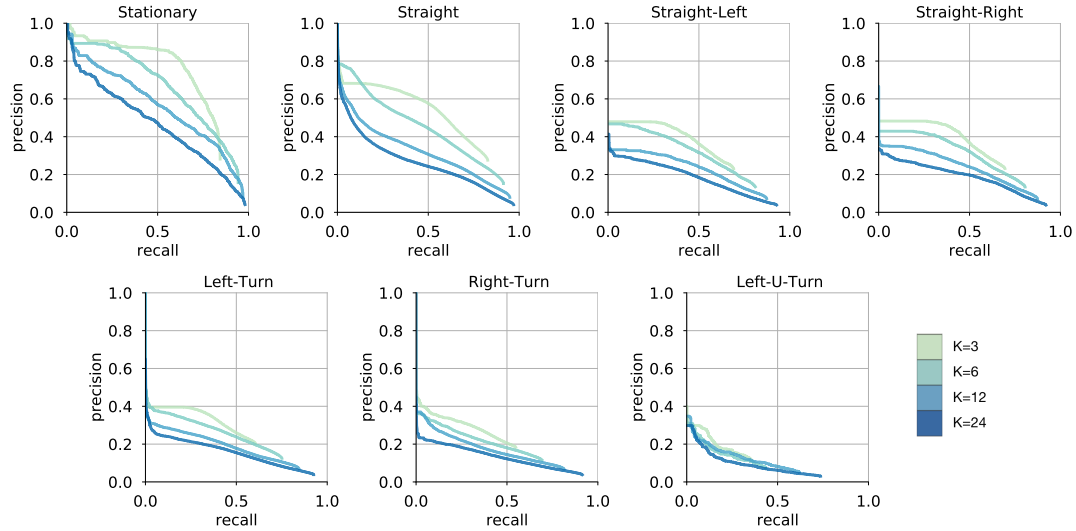 Stationary
Straight
Straight-Left
Straight-Right
1.0
0.8
0.6
0.4
0.2
0.0
precision
0.0 0.5 1.0
recall
1.0
0.8
0.6
0.4
0.2
0.0
precision
0.0 0.5 1.0
recall
1.0
0.8
0.6
0.4
0.2
0.0
precision
0.0 0.5 1.0
recall
1.0
0.8
0.6
0.4
0.2
0.0
precision
0.0 0.5 1.0
recall
Left-Turn
Right-Turn
Left-U-Turn
1.0
0.8
0.6
0.4
0.2
0.0
precision
0.0 0.5 1.0
recall
1.0
0.8
0.6
0.4
0.2
0.0
precision
0.0 0.5 1.0
recall
1.0
0.8
0.6
0.4
0.2
0.0
precision
0.0 0.5 1.0
recall
K=3
K=6
K=12
K=24